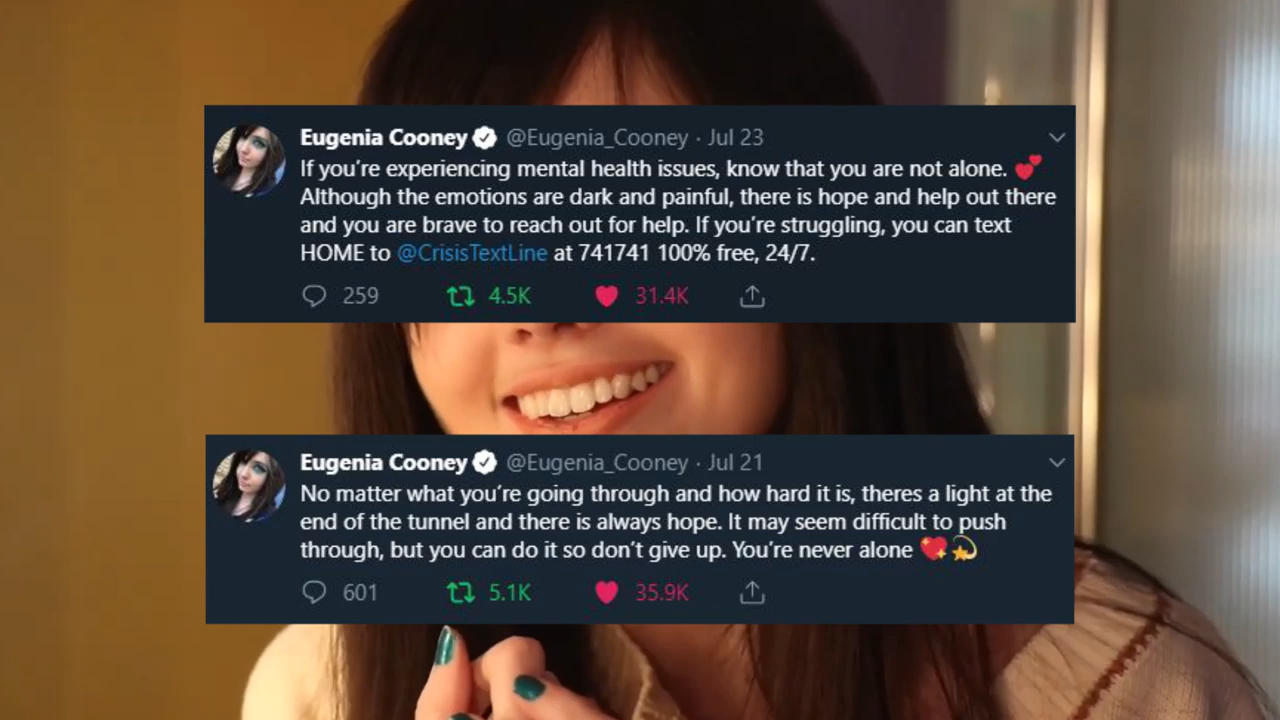 Eugenia Cooney @Eugenia_Cooney · Jul 23
If you're experiencing mental health issues, know that you are not alone. 💕
Although the emotions are dark and painful, there is hope and help out there
and you are brave to reach out for help. If you're struggling, you can text
HOME to @CrisisTextLine at 741741 100% free, 24/7.
259 4.5K 31.4K
Eugenia Cooney @Eugenia_Cooney · Jul 21
No matter what you're going through and how hard it is, theres a light at the
end of the tunnel and there is always hope. It may seem difficult to push
through, but you can do it so don't give up. You're never alone 💖💫
601 5.1K 35.9K